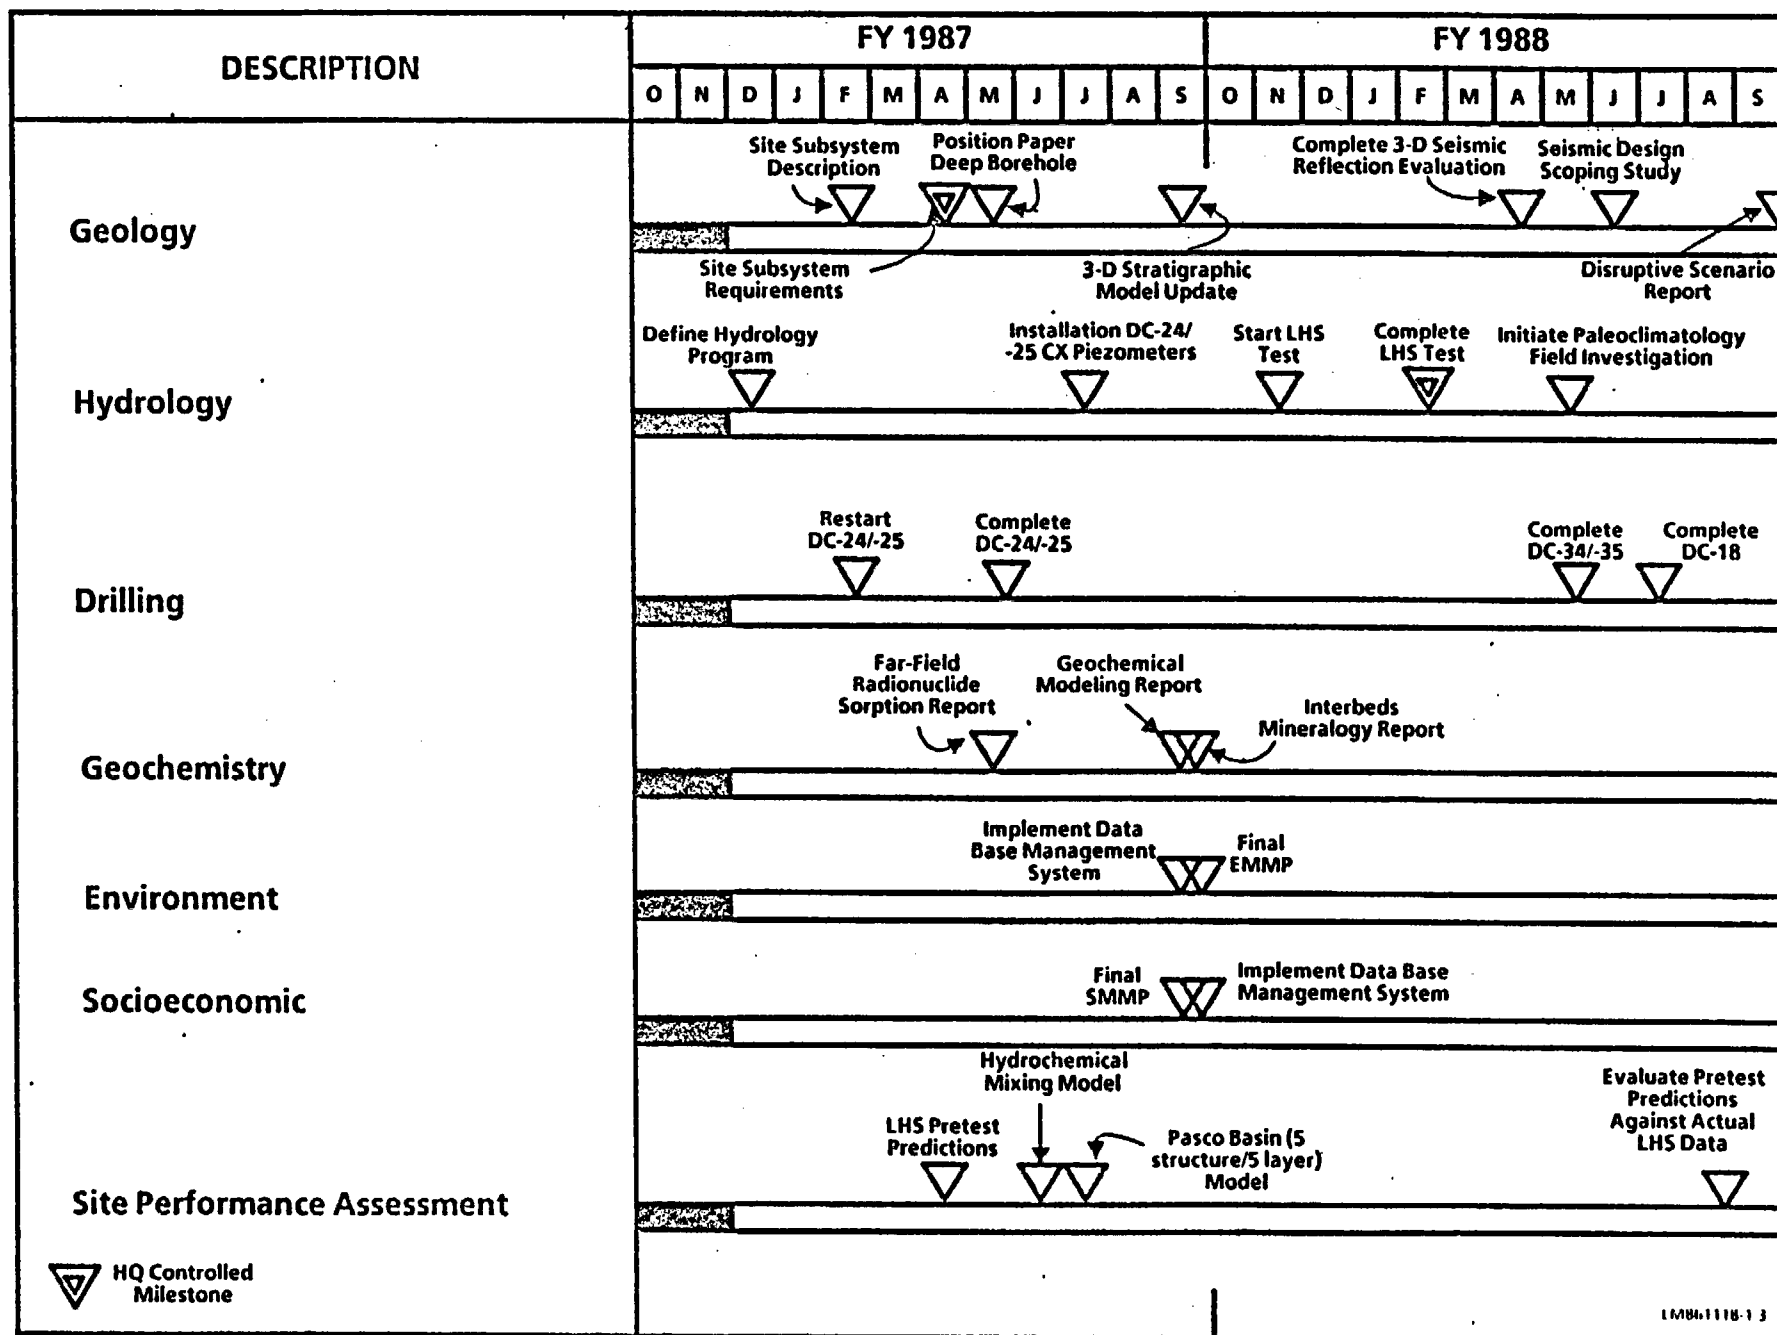 DESCRIPTION
FY 1987
FY 1988
O N D J F M A M J J A S O N D J F M A M J J A S
Geology
Site Subsystem
Description
Position Paper
Deep Borehole
Complete 3-D Seismic
Reflection Evaluation
Seismic Design
Scoping Study
Site Subsystem
Requirements
3-D Stratigraphic
Model Update
Disruptive Scenario
Report
Hydrology
Define Hydrology
Program
Installation DC-24/
-25 CX Piezometers
Start LHS
Test
Complete
LHS Test
Initiate Paleoclimatology
Field Investigation
Drilling
Restart
DC-24/-25
Complete
DC-24/-25
Complete
DC-34/-35
Complete
DC-18
Geochemistry
Far-Field
Radionuclide
Sorption Report
Geochemical
Modeling Report
Interbeds
Mineralogy Report
Environment
Implement Data
Base Management
System
Final
EMMP
Socioeconomic
Final
SMMP
Implement Data Base
Management System
Site Performance Assessment
LHS Pretest
Predictions
Hydrochemical
Mixing Model
Pasco Basin (5
structure/5 layer)
Model
Evaluate Pretest
Predictions
Against Actual
LHS Data
HQ Controlled
Milestone